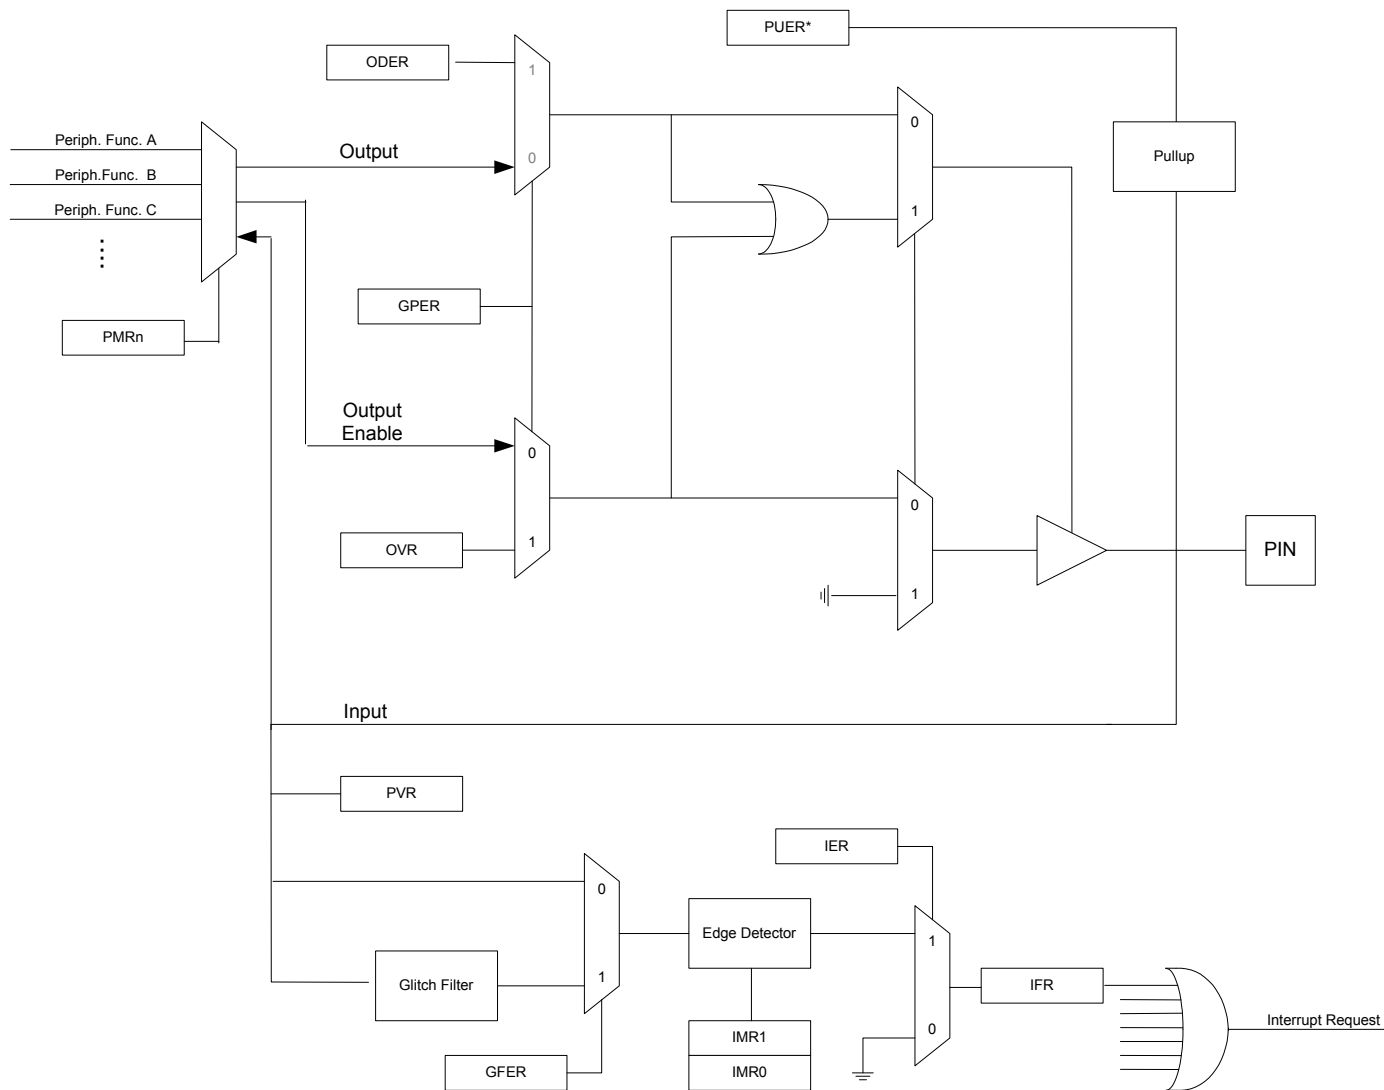 PUER*
ODER
1
0
Periph. Func. A
Output
0
Pullup
Periph.Func. B
Periph. Func. C
1
GPER
PMRn
Output
Enable
0
0
OVR
1
PIN
1
Input
PVR
IER
0
Edge Detector
1
1
Glitch Filter
IFR
Interrupt Request
0
IMR1
GFER
IMR0